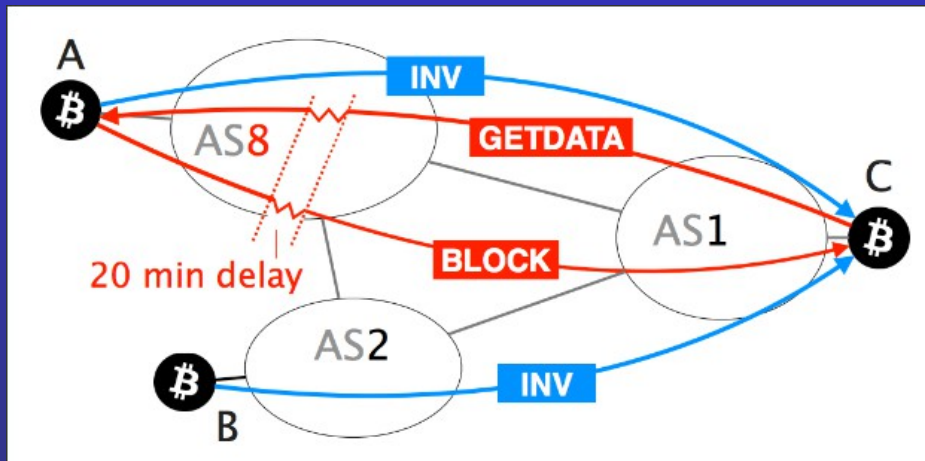 A
INV
AS8
GETDATA
C
AS1
BLOCK
20 min delay
AS2
INV
B